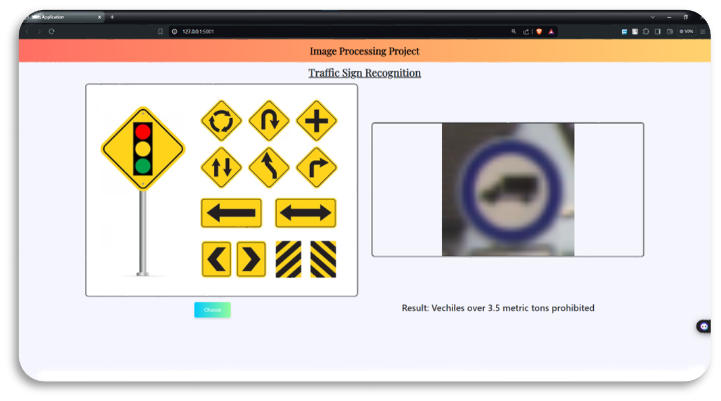 Application
127.0.0.1:5001
90%
Image Processing Project
Traffic Sign Recognition
Choose
Result: Vechiles over 3.5 metric tons prohibited